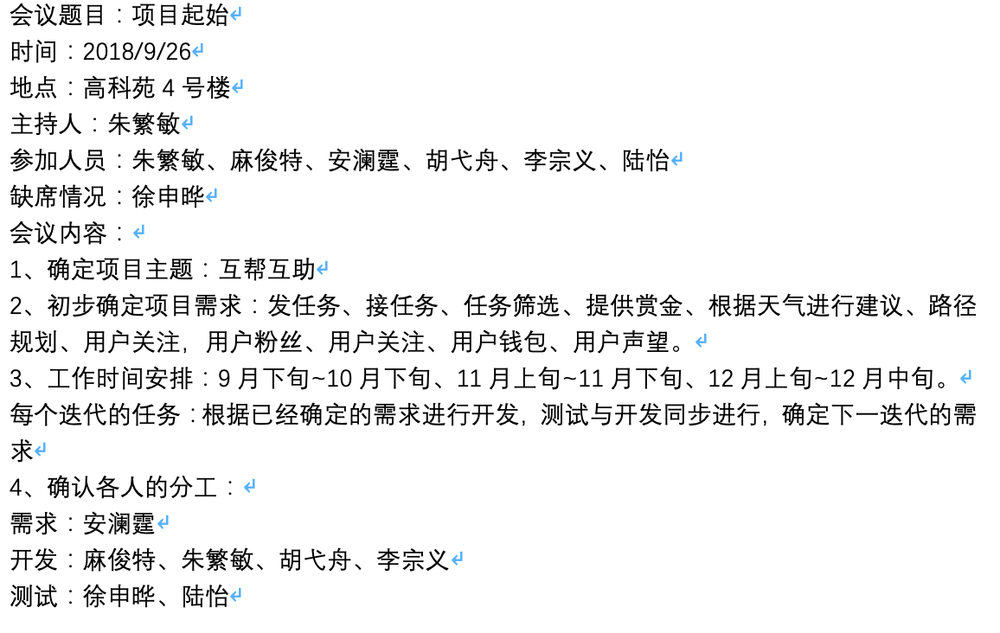 会议题目：项目起始
时间：2018/9/26
地点：高科苑 4 号楼
主持人：朱繁敏
参加人员：朱繁敏、麻俊特、安澜霆、胡弋舟、李宗义、陆怡
缺席情况：徐申晔
会议内容：
1、确定项目主题：互帮互助
2、初步确定项目需求：发任务、接任务、任务筛选、提供赏金、根据天气进行建议、路径
规划、用户关注，用户粉丝、用户关注、用户钱包、用户声望。
3、工作时间安排：9 月下旬~10 月下旬、11 月上旬~11 月下旬、12 月上旬~12 月中旬。
每个迭代的任务：根据已经确定的需求进行开发，测试与开发同步进行，确定下一迭代的需
求
4、确认各人的分工：
需求：安澜霆
开发：麻俊特、朱繁敏、胡弋舟、李宗义
测试：徐申晔、陆怡